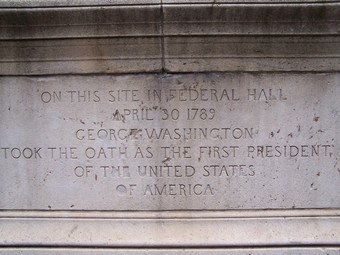 ON THIS SITE IN FEDERAL HALL
APRIL 30 1789
GEORGE WASHINGTON
TOOK THE OATH AS THE FIRST PRESIDENT
OF THE UNITED STATES
OF AMERICA